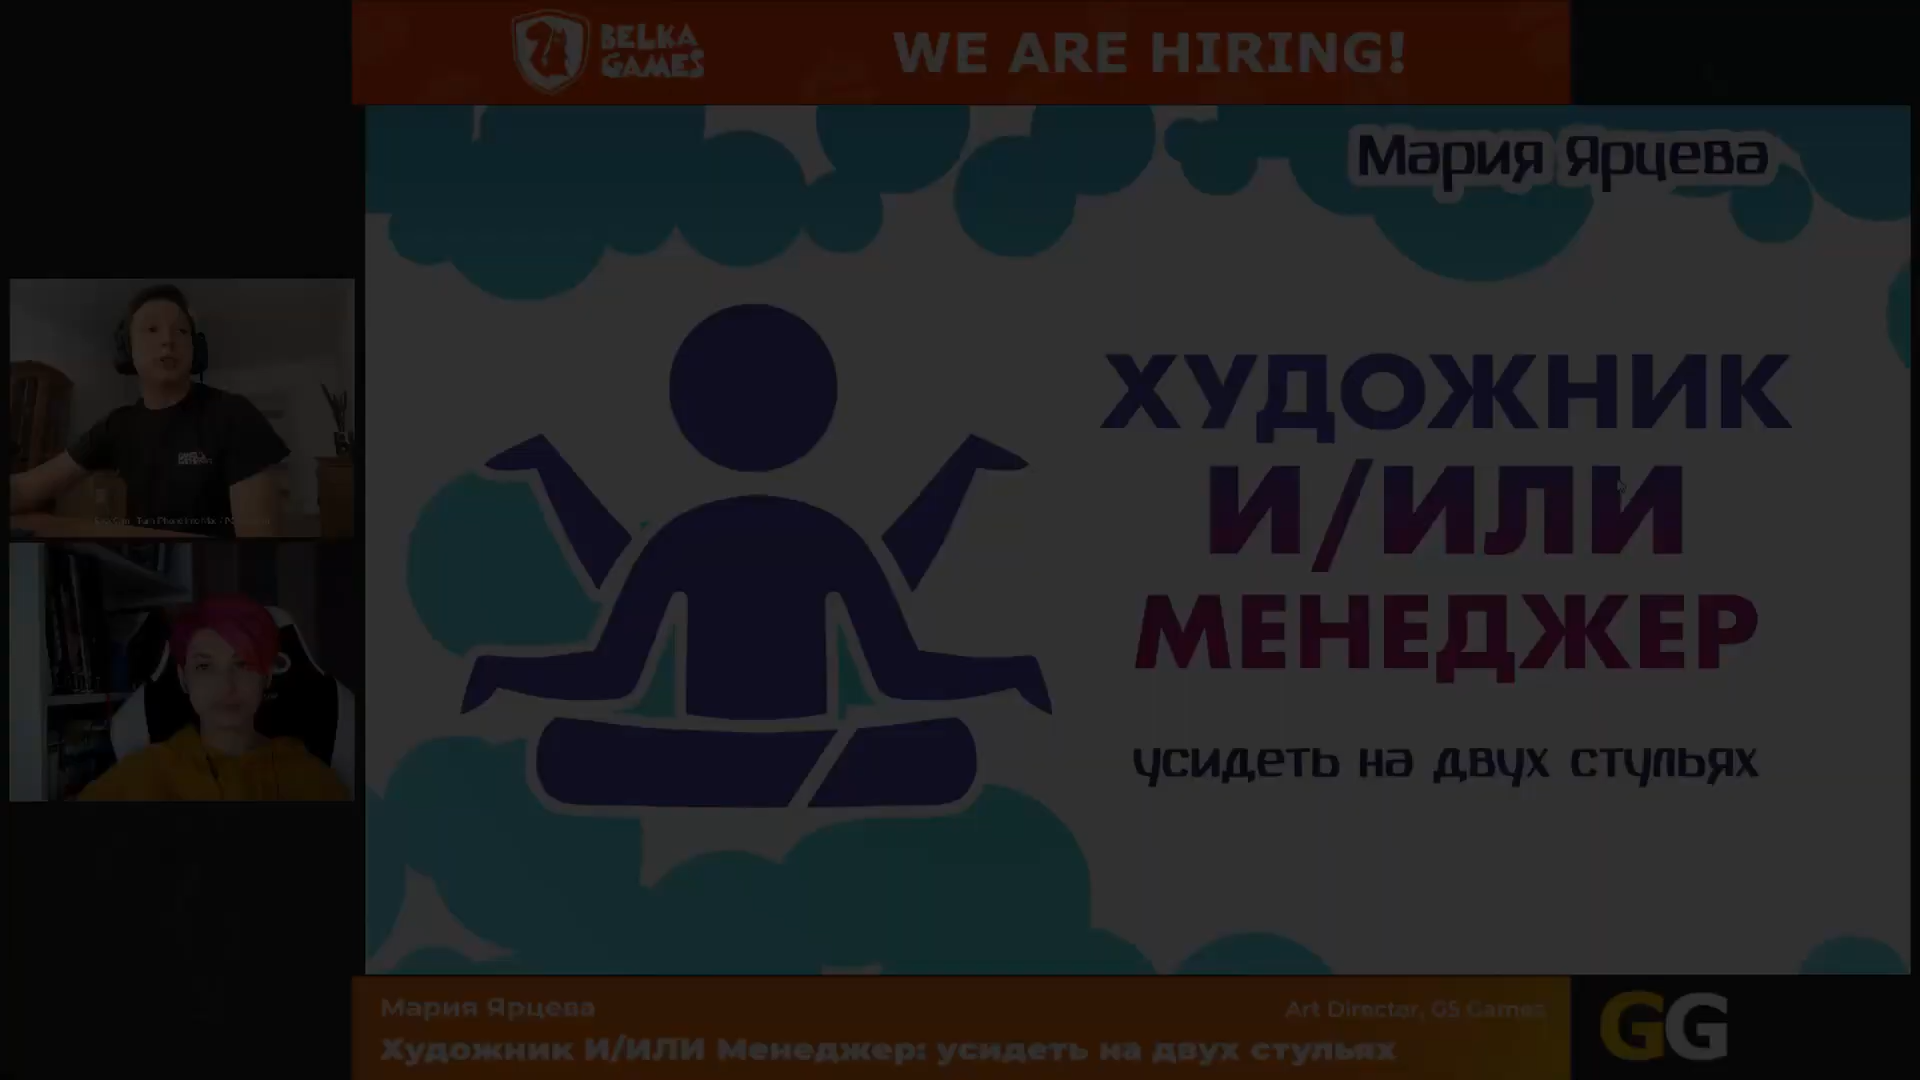 BELKA
GAMES
WE ARE HIRING!
Мария Ярцева
ХУДОЖНИК
И/ИЛИ
МЕНЕДЖЕР
усидеть на двух стульях
Мария Ярцева
Art Director, GS Games
Художник И/ИЛИ Менеджер: усидеть на двух стульях
GG